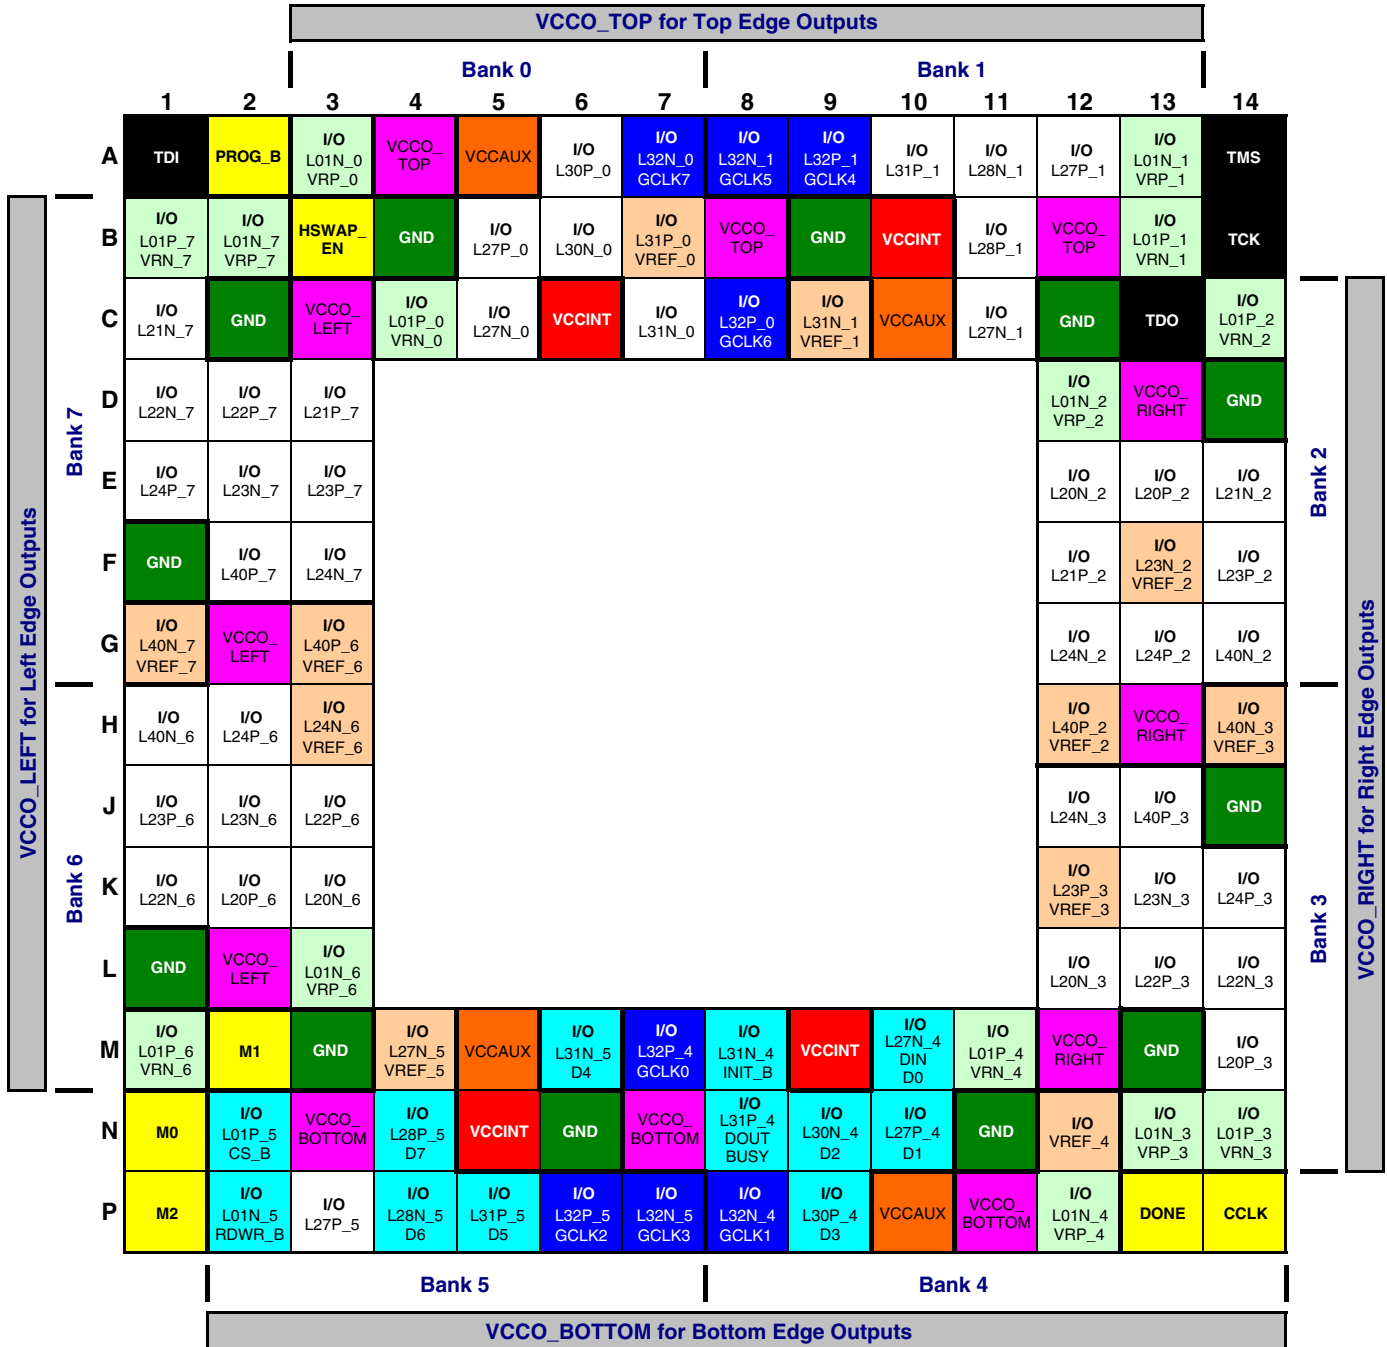 VCCO_TOP for Top Edge Outputs
Bank 0 Bank 1
1 2 3 4 5 6 7 8 9 10 11 12 13 14
A
TDI
PROG_B
I/O
L01N_0
VRP_0
VCCO_
TOP
VCCAUX
I/O
L30P_0
I/O
L32N_0
GCLK7
I/O
L32N_1
GCLK5
I/O
L32P_1
GCLK4
I/O
L31P_1
I/O
L28N_1
I/O
L27P_1
I/O
L01N_1
VRP_1
TMS
B
I/O
L01P_7
VRN_7
I/O
L01N_7
VRP_7
HSWAP_
EN
GND
I/O
L27P_0
I/O
L30N_0
I/O
L31P_0
VREF_0
VCCO_
TOP
GND
VCCINT
I/O
L28P_1
VCCO_
TOP
I/O
L01P_1
VRN_1
TCK
C
I/O
L21N_7
GND
VCCO_
LEFT
I/O
L01P_0
VRN_0
I/O
L27N_0
VCCINT
I/O
L31N_0
I/O
L32P_0
GCLK6
I/O
L31N_1
VREF_1
VCCAUX
I/O
L27N_1
GND
TDO
I/O
L01P_2
VRN_2
D
I/O
L22N_7
I/O
L22P_7
I/O
L21P_7
I/O
L01N_2
VRP_2
VCCO_
RIGHT
GND
E
I/O
L24P_7
I/O
L23N_7
I/O
L23P_7
I/O
L20N_2
I/O
L20P_2
I/O
L21N_2
F
GND
I/O
L40P_7
I/O
L24N_7
I/O
L21P_2
I/O
L23N_2
VREF_2
I/O
L23P_2
G
I/O
L40N_7
VREF_7
VCCO_
LEFT
I/O
L40P_6
VREF_6
I/O
L24N_2
I/O
L24P_2
I/O
L40N_2
H
I/O
L40N_6
I/O
L24P_6
I/O
L24N_6
VREF_6
I/O
L40P_2
VREF_2
VCCO_
RIGHT
I/O
L40N_3
VREF_3
J
I/O
L23P_6
I/O
L23N_6
I/O
L22P_6
I/O
L24N_3
I/O
L40P_3
GND
K
I/O
L22N_6
I/O
L20P_6
I/O
L20N_6
I/O
L23P_3
VREF_3
I/O
L23N_3
I/O
L24P_3
L
GND
VCCO_
LEFT
I/O
L01N_6
VRP_6
I/O
L20N_3
I/O
L22P_3
I/O
L22N_3
M
I/O
L01P_6
VRN_6
M1
GND
I/O
L27N_5
VREF_5
VCCAUX
I/O
L31N_5
D4
I/O
L32P_4
GCLK0
I/O
L31N_4
INIT_B
VCCINT
I/O
L27N_4
DIN
D0
I/O
L01P_4
VRN_4
VCCO_
RIGHT
GND
I/O
L20P_3
N
M0
I/O
L01P_5
CS_B
VCCO_
BOTTOM
I/O
L28P_5
D7
VCCINT
GND
VCCO_
BOTTOM
I/O
L31P_4
DOUT
BUSY
I/O
L30N_4
D2
I/O
L27P_4
D1
GND
I/O
VREF_4
I/O
L01N_3
VRP_3
I/O
L01P_3
VRN_3
P
M2
I/O
L01N_5
RDWR_B
I/O
L27P_5
I/O
L28N_5
D6
I/O
L31P_5
D5
I/O
L32P_5
GCLK2
I/O
L32N_5
GCLK3
I/O
L32N_4
GCLK1
I/O
L30P_4
D3
VCCAUX
VCCO_
BOTTOM
I/O
L01N_4
VRP_4
DONE
CCLK
VCCO_LEFT for Left Edge Outputs
Bank 7
Bank 6
Bank 2
Bank 3
VCCO_RIGHT for Right Edge Outputs
Bank 5 Bank 4
VCCO_BOTTOM for Bottom Edge Outputs